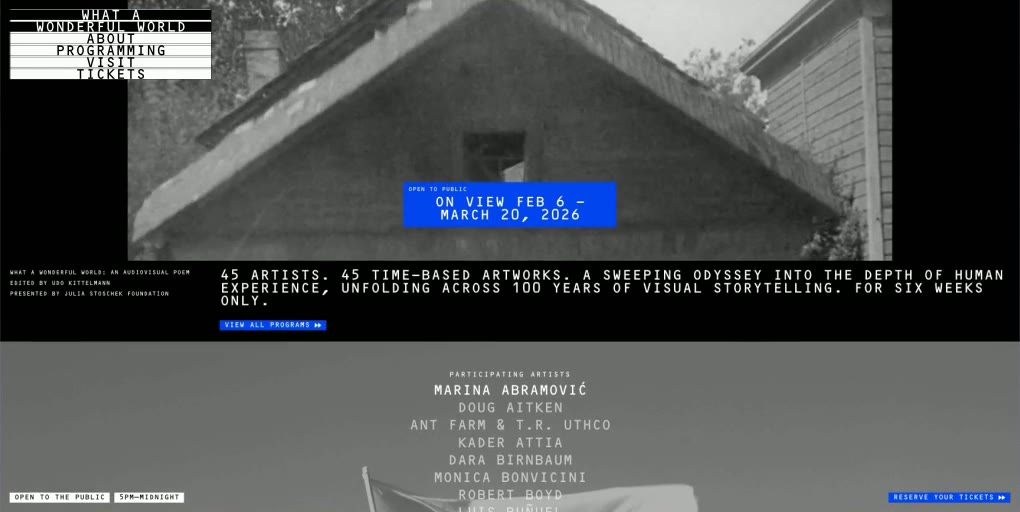 WHAT A
WONDERFUL WORLD
ABOUT
PROGRAMMING
VISIT
TICKETS
OPEN TO PUBLIC
ON VIEW FEB 6 –
MARCH 20, 2026
WHAT A WONDERFUL WORLD: AN AUDIOVISUAL POEM
EDITED BY UDO KITTELMANN
PRESENTED BY JULIA STOSCHEK FOUNDATION
45 ARTISTS. 45 TIME-BASED ARTWORKS. A SWEEPING ODYSSEY INTO THE DEPTH OF HUMAN
EXPERIENCE, UNFOLDING ACROSS 100 YEARS OF VISUAL STORYTELLING. FOR SIX WEEKS
ONLY.
VIEW ALL PROGRAMS
PARTICIPATING ARTISTS
MARINA ABRAMOVIĆ
DOUG AITKEN
ANT FARM & T.R. UTHCO
KADER ATTIA
DARA BIRNBAUM
MONICA BONVICINI
ROBERT BOYD
LUIS BUÑUEL
OPEN TO THE PUBLIC
5PM–MIDNIGHT
RESERVE YOUR TICKETS